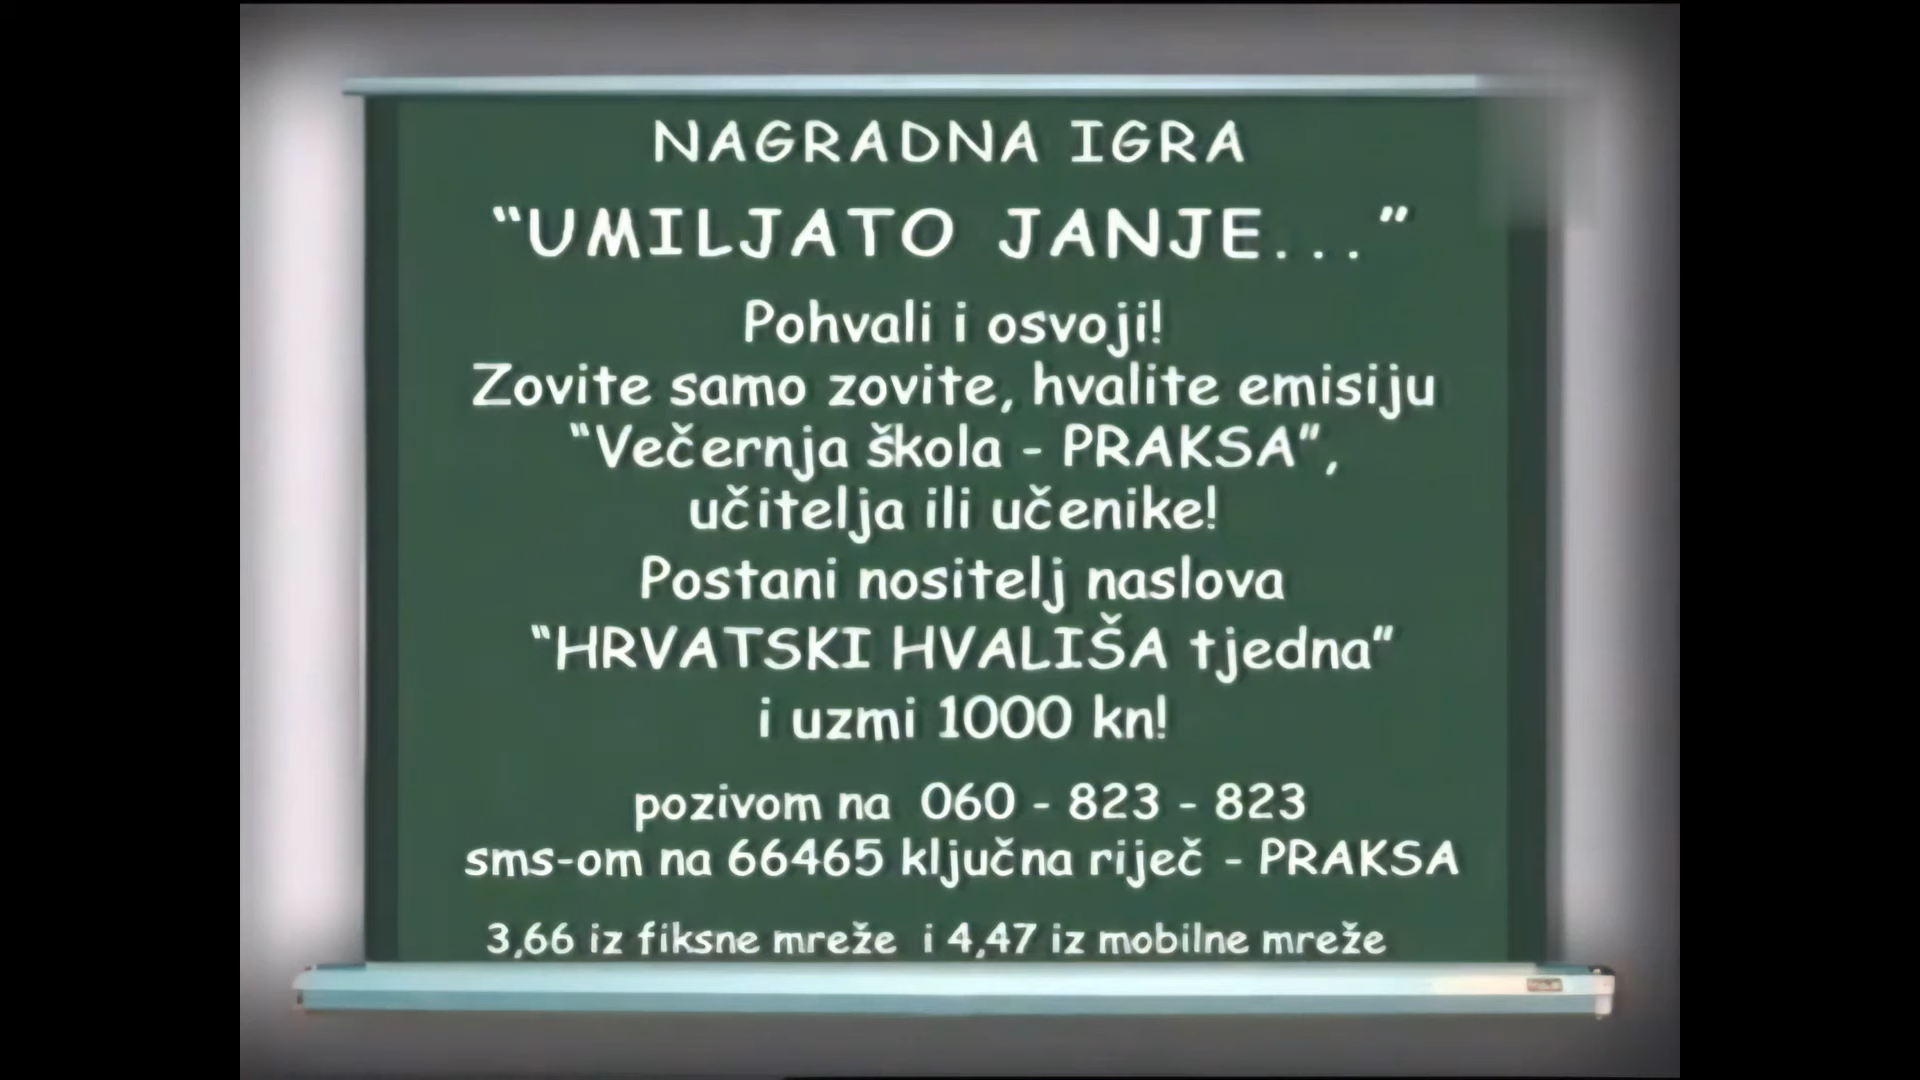 NAGRADNA IGRA
“UMILJATO JANJE...”
Pohvali i osvoji!
Zovite samo zovite, hvalite emisiju
“Večernja škola - PRAKSA”,
učitelja ili učenike!
Postani nositelj naslova
“HRVATSKI HVALIŠA tjedna”
i uzmi 1000 kn!
pozivom na 060 - 823 - 823
sms-om na 66465 ključna riječ - PRAKSA
3,66 iz fiksne mreže i 4,47 iz mobilne mreže